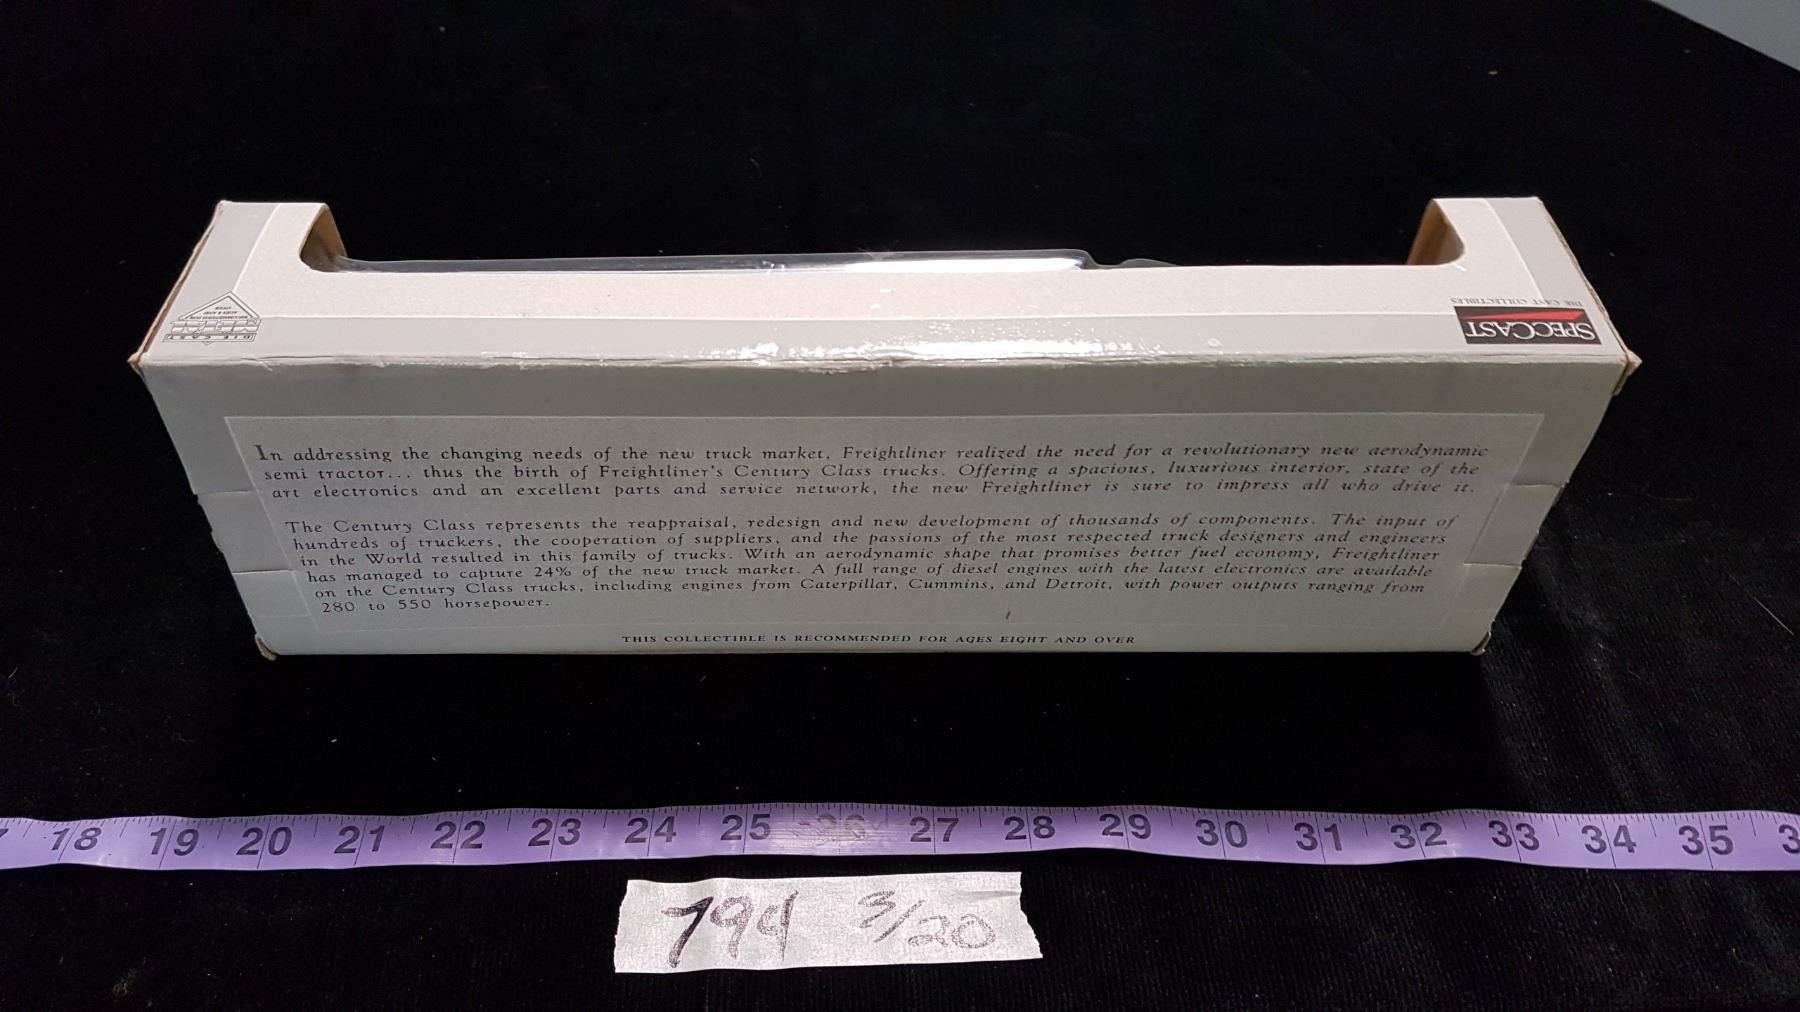 DIE CAST
METAL
RECOMMENDED FOR
AGES 8 AND
OVER
DIE CAST COLLECTIBLES
SPECCAST
In addressing the changing needs of the new truck market, Freightliner realized the need for a revolutionary new aerodynamic
semi tractor... thus the birth of Freightliner's Century Class trucks. Offering a spacious, luxurious interior, state of the
art electronics and an excellent parts and service network, the new Freightliner is sure to impress all who drive it.
The Century Class represents the reappraisal, redesign and new development of thousands of components. The input of
hundreds of truckers, the cooperation of suppliers, and the passions of the most respected truck designers and engineers
in the World resulted in this family of trucks. With an aerodynamic shape that promises better fuel economy, Freightliner
has managed to capture 24% of the new truck market. A full range of diesel engines with the latest electronics are available
on the Century Class trucks, including engines from Caterpillar, Cummins, and Detroit, with power outputs ranging from
280 to 550 horsepower.
THIS COLLECTIBLE IS RECOMMENDED FOR AGES EIGHT AND OVER
18 19 20 21 22 23 24 25 26 27 28 29 30 31 32 33 34 35
794 3/20